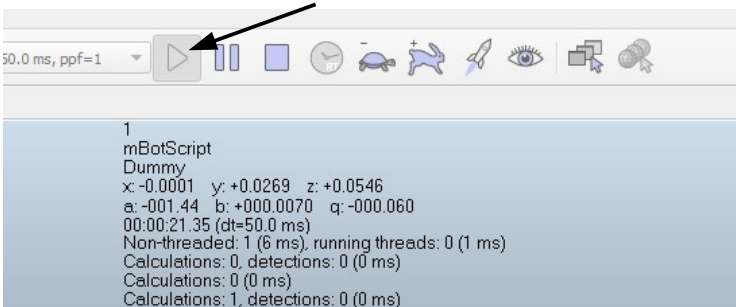 50.0 ms, ppf=1
RT
1
mBotScript
Dummy
x: -0.0001 y: +0.0269 z: +0.0546
a: -001.44 b: +000.0070 q: -000.060
00:00:21.35 (dt=50.0 ms)
Non-threaded: 1 (6 ms), running threads: 0 (1 ms)
Calculations: 0, detections: 0 (0 ms)
Calculations: 0 (0 ms)
Calculations: 1, detections: 0 (0 ms)